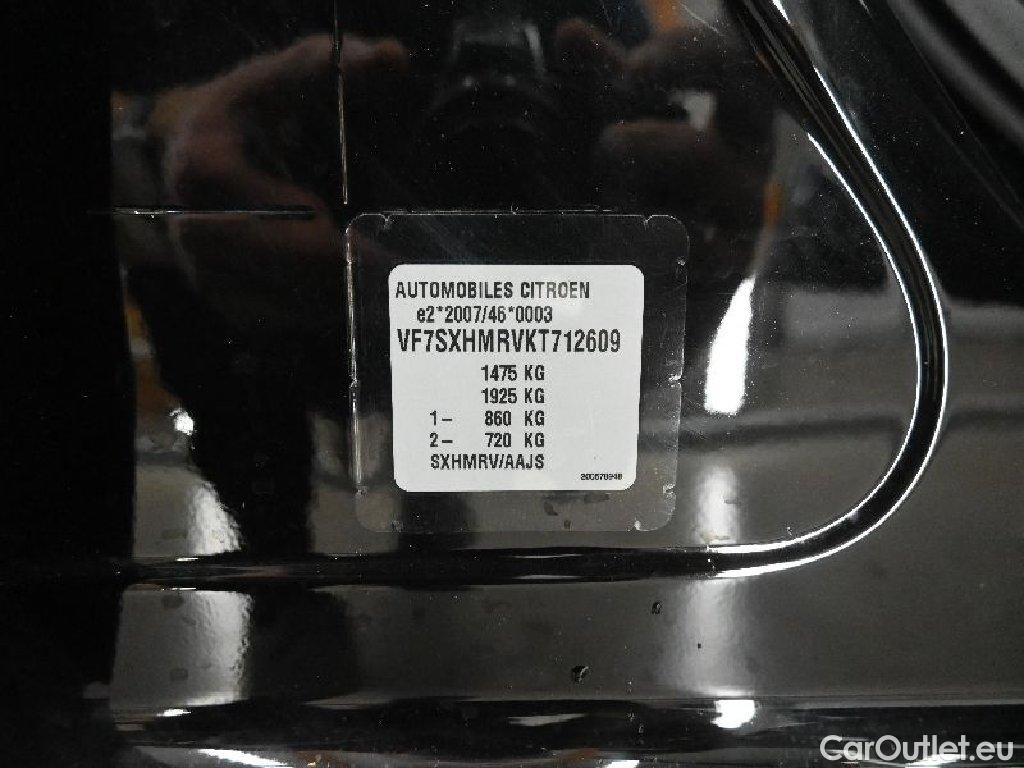 AUTOMOBILES CITROEN
e2*2007/46*0003
VF7SXHMRVKT712609
1475 KG
1925 KG
1- 860 KG
2- 720 KG
SXHMRV/AAJS
CarOutlet.eu